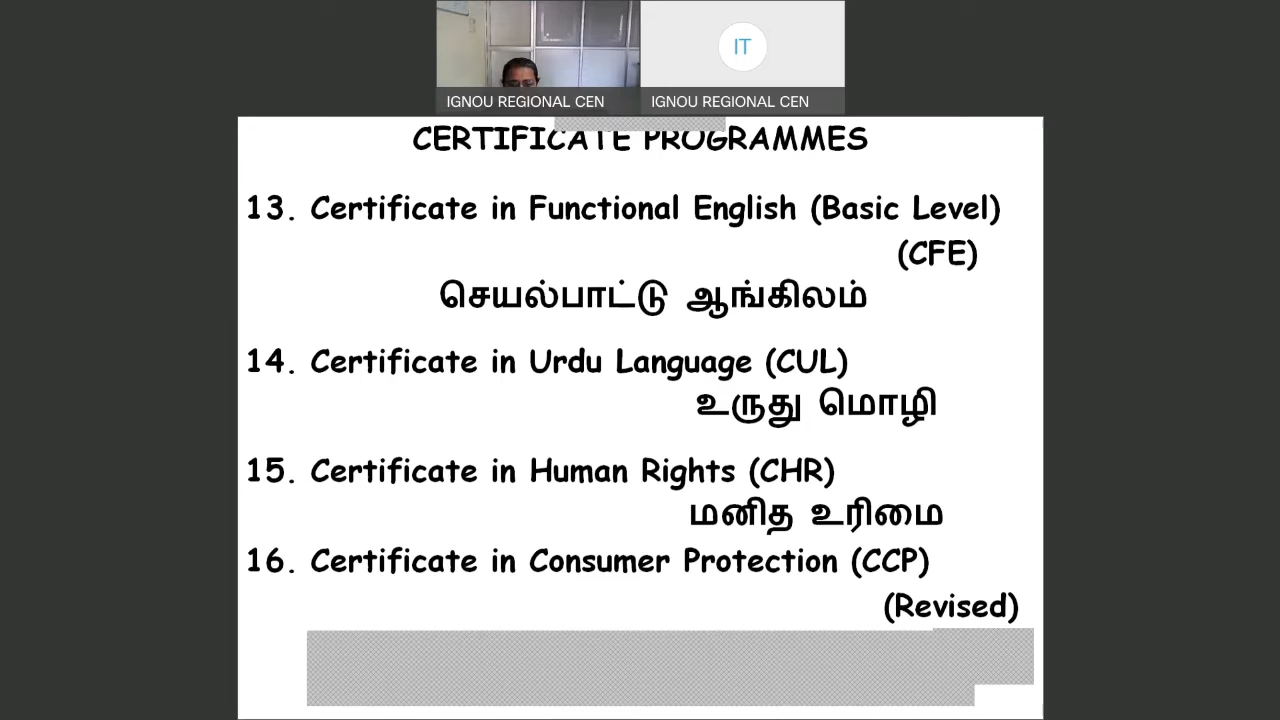 IT
IGNOU REGIONAL CEN
IGNOU REGIONAL CEN
CERTIFICATE PROGRAMMES
13. Certificate in Functional English (Basic Level)
(CFE)
செயல்பாட்டு ஆங்கிலம்
14. Certificate in Urdu Language (CUL)
உருது மொழி
15. Certificate in Human Rights (CHR)
மனித உரிமை
16. Certificate in Consumer Protection (CCP)
(Revised)